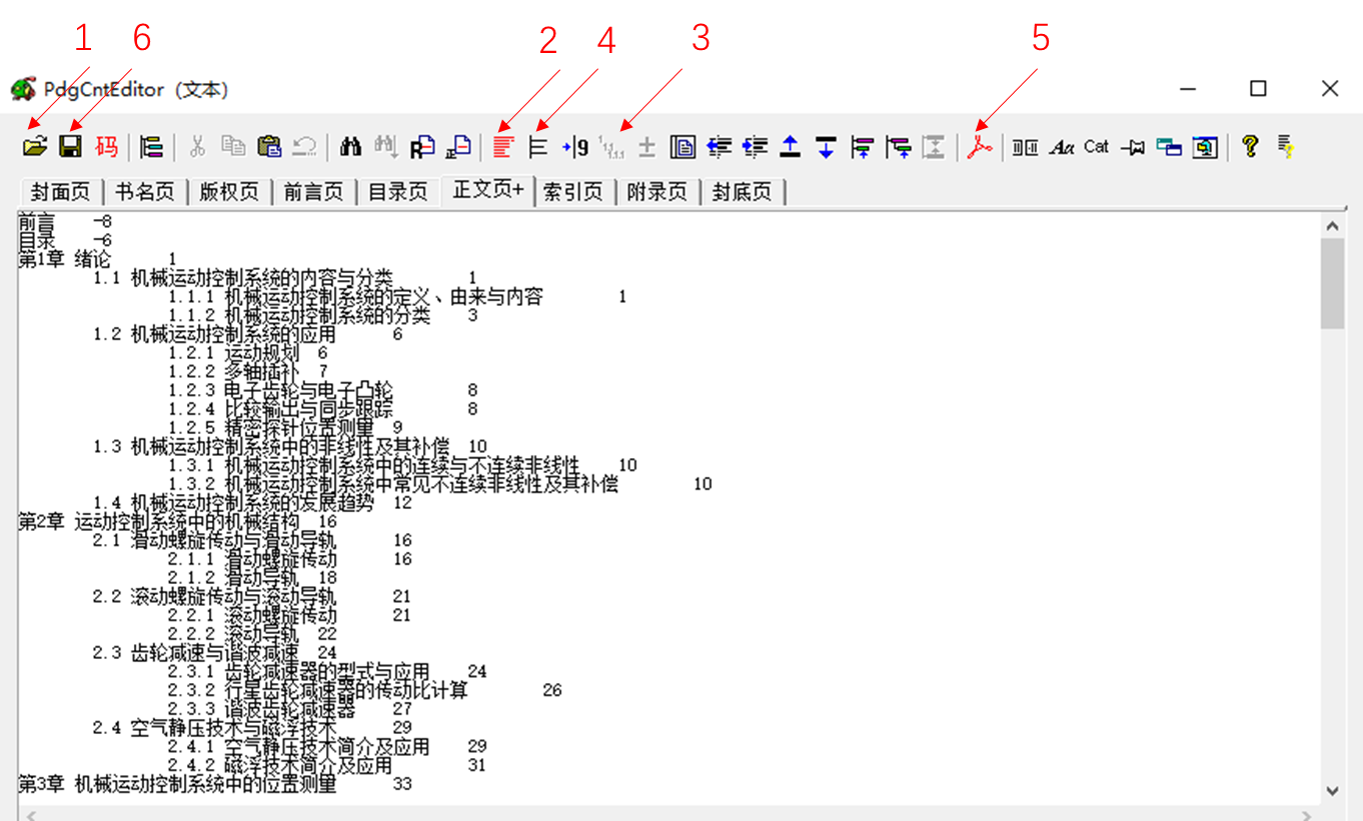 1 6 2 4 3 5
PdgCntEditor（文本）
码 R 正 9 Aa Cat ?
封面页 书名页 版权页 前言页 目录页 正文页+ 索引页 附录页 封底页
前言 -8
目录 -6
第1章 绪论 1
1.1 机械运动控制系统的内容与分类 1
1.1.1 机械运动控制系统的定义、由来与内容 1
1.1.2 机械运动控制系统的分类 3
1.2 机械运动控制系统的应用 6
1.2.1 运动规划 6
1.2.2 多轴插补 7
1.2.3 电子齿轮与电子凸轮 8
1.2.4 比较输出与同步跟踪 8
1.2.5 精密探针位置测量 9
1.3 机械运动控制系统中的非线性及其补偿 10
1.3.1 机械运动控制系统中的连续与不连续非线性 10
1.3.2 机械运动控制系统中常见不连续非线性及其补偿 10
1.4 机械运动控制系统的发展趋势 12
第2章 运动控制系统中的机械结构 16
2.1 滑动螺旋传动与滑动导轨 16
2.1.1 滑动螺旋传动 16
2.1.2 滑动导轨 18
2.2 滚动螺旋传动与滚动导轨 21
2.2.1 滚动螺旋传动 21
2.2.2 滚动导轨 22
2.3 齿轮减速与谐波减速 24
2.3.1 齿轮减速器的型式与应用 24
2.3.2 行星齿轮减速器的传动比计算 26
2.3.3 谐波齿轮减速器 27
2.4 空气静压技术与磁浮技术 29
2.4.1 空气静压技术简介及应用 29
2.4.2 磁浮技术简介及应用 31
第3章 机械运动控制系统中的位置测量 33